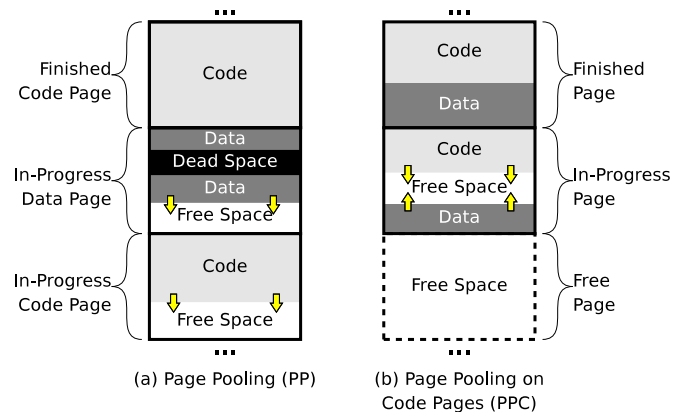 ...
...
Finished
Code Page
Code
Code
Data
Finished
Page
In-Progress
Data Page
Data
Dead Space
Data
Free Space
Code
Free Space
Data
In-Progress
Page
In-Progress
Code Page
Code
Free Space
Free Space
Free
Page
...
...
(a) Page Pooling (PP)
(b) Page Pooling on
Code Pages (PPC)